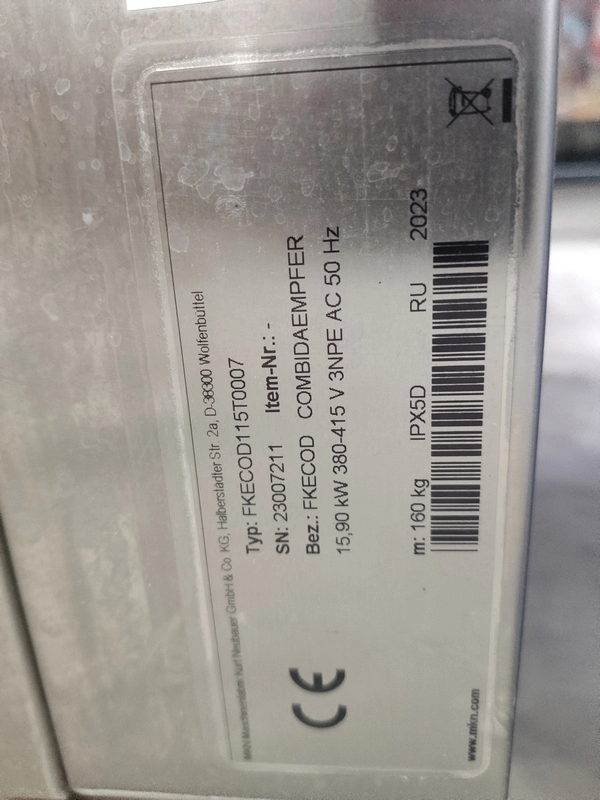 MKN Maschinenfabrik Kurt Neubauer GmbH & Co. KG, Halberstädter Str. 2a, D-38300 Wolfenbüttel
Typ: FKECOD115T0007
SN: 23007211 Item-Nr.: -
Bez.: FKECOD COMBIDAEMPFER
15,90 kW 380-415 V 3NPE AC 50 Hz
m: 160 kg IPX5D RU 2023
CE
www.mkn.com